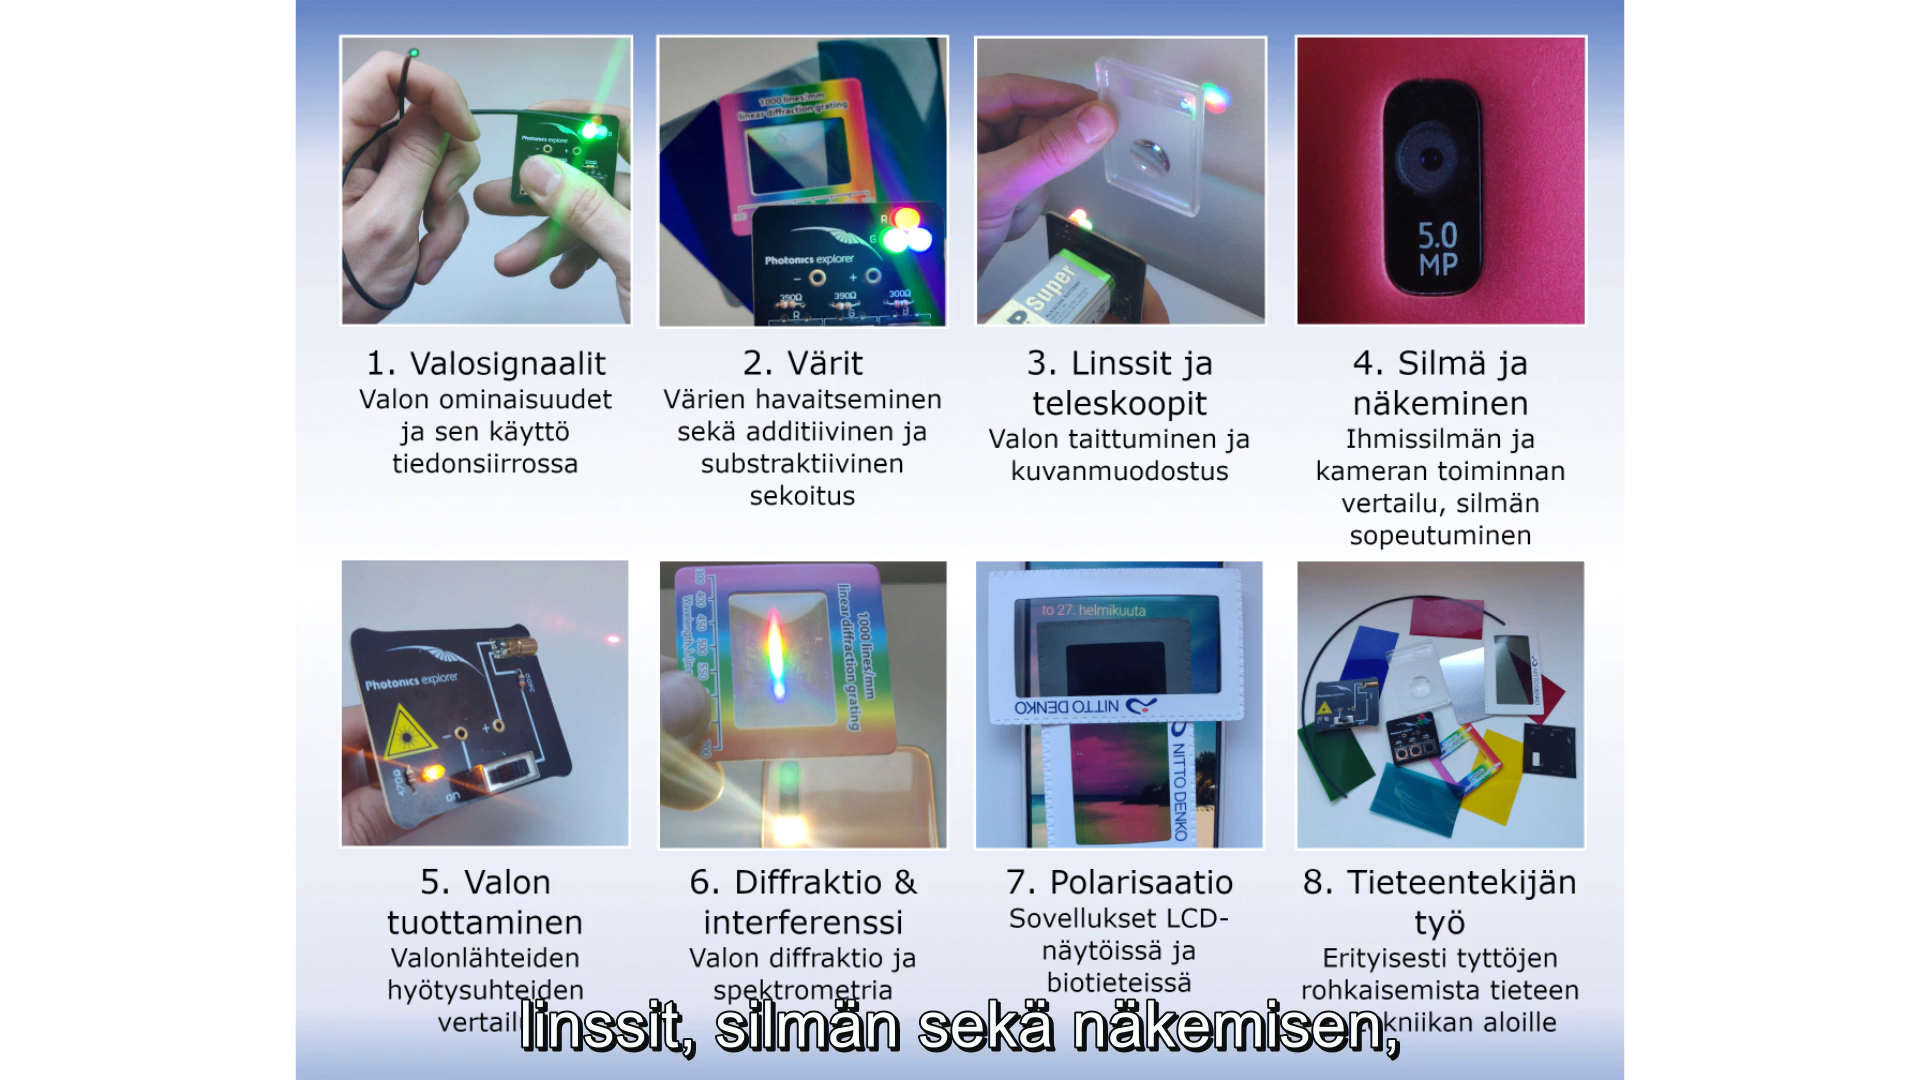 Photonics explorer
1000 lines/mm
linear diffraction grating
R
G
Photonics explorer
- +
390Ω 390Ω 300Ω
R G B
Super
5.0
MP
1. Valosignaalit
Valon ominaisuudet
ja sen käyttö
tiedonsiirrossa
2. Värit
Värien havaitseminen
sekä additiivinen ja
substraktiivinen
sekoitus
3. Linssit ja
teleskoopit
Valon taittuminen ja
kuvanmuodostus
4. Silmä ja
näkeminen
Ihmissilmän ja
kameran toiminnan
vertailu, silmän
sopeutuminen
Photonics explorer
- +
470Ω
1000 lines/mm
linear diffraction grating
to 27. helmikuuta
NITTO DENKO
NITTO DENKO
5. Valon
tuottaminen
Valonlähteiden
hyötysuhteiden
vertailu
6. Diffraktio &
interferenssi
Valon diffraktio ja
spektrometria
7. Polarisaatio
Sovellukset LCD-
näytöissä ja
biotieteissä
8. Tieteentekijän
työ
Erityisesti tyttöjen
rohkaisemista tieteen
aloille
linssit, silmän sekä näkemisen,